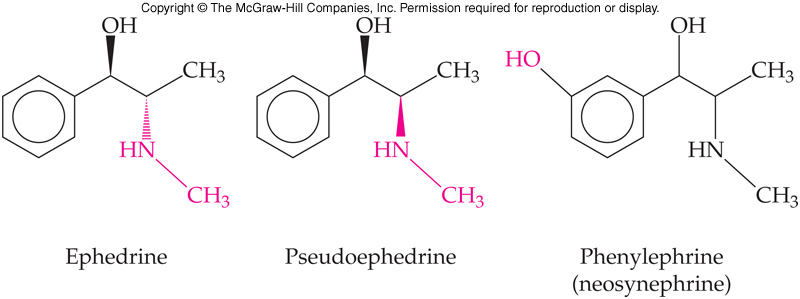 Copyright © The McGraw-Hill Companies, Inc. Permission required for reproduction or display.
OH
CH3
HN
CH3
Ephedrine
OH
CH3
HN
CH3
Pseudoephedrine
HO
OH
CH3
HN
CH3
Phenylephrine
(neosynephrine)